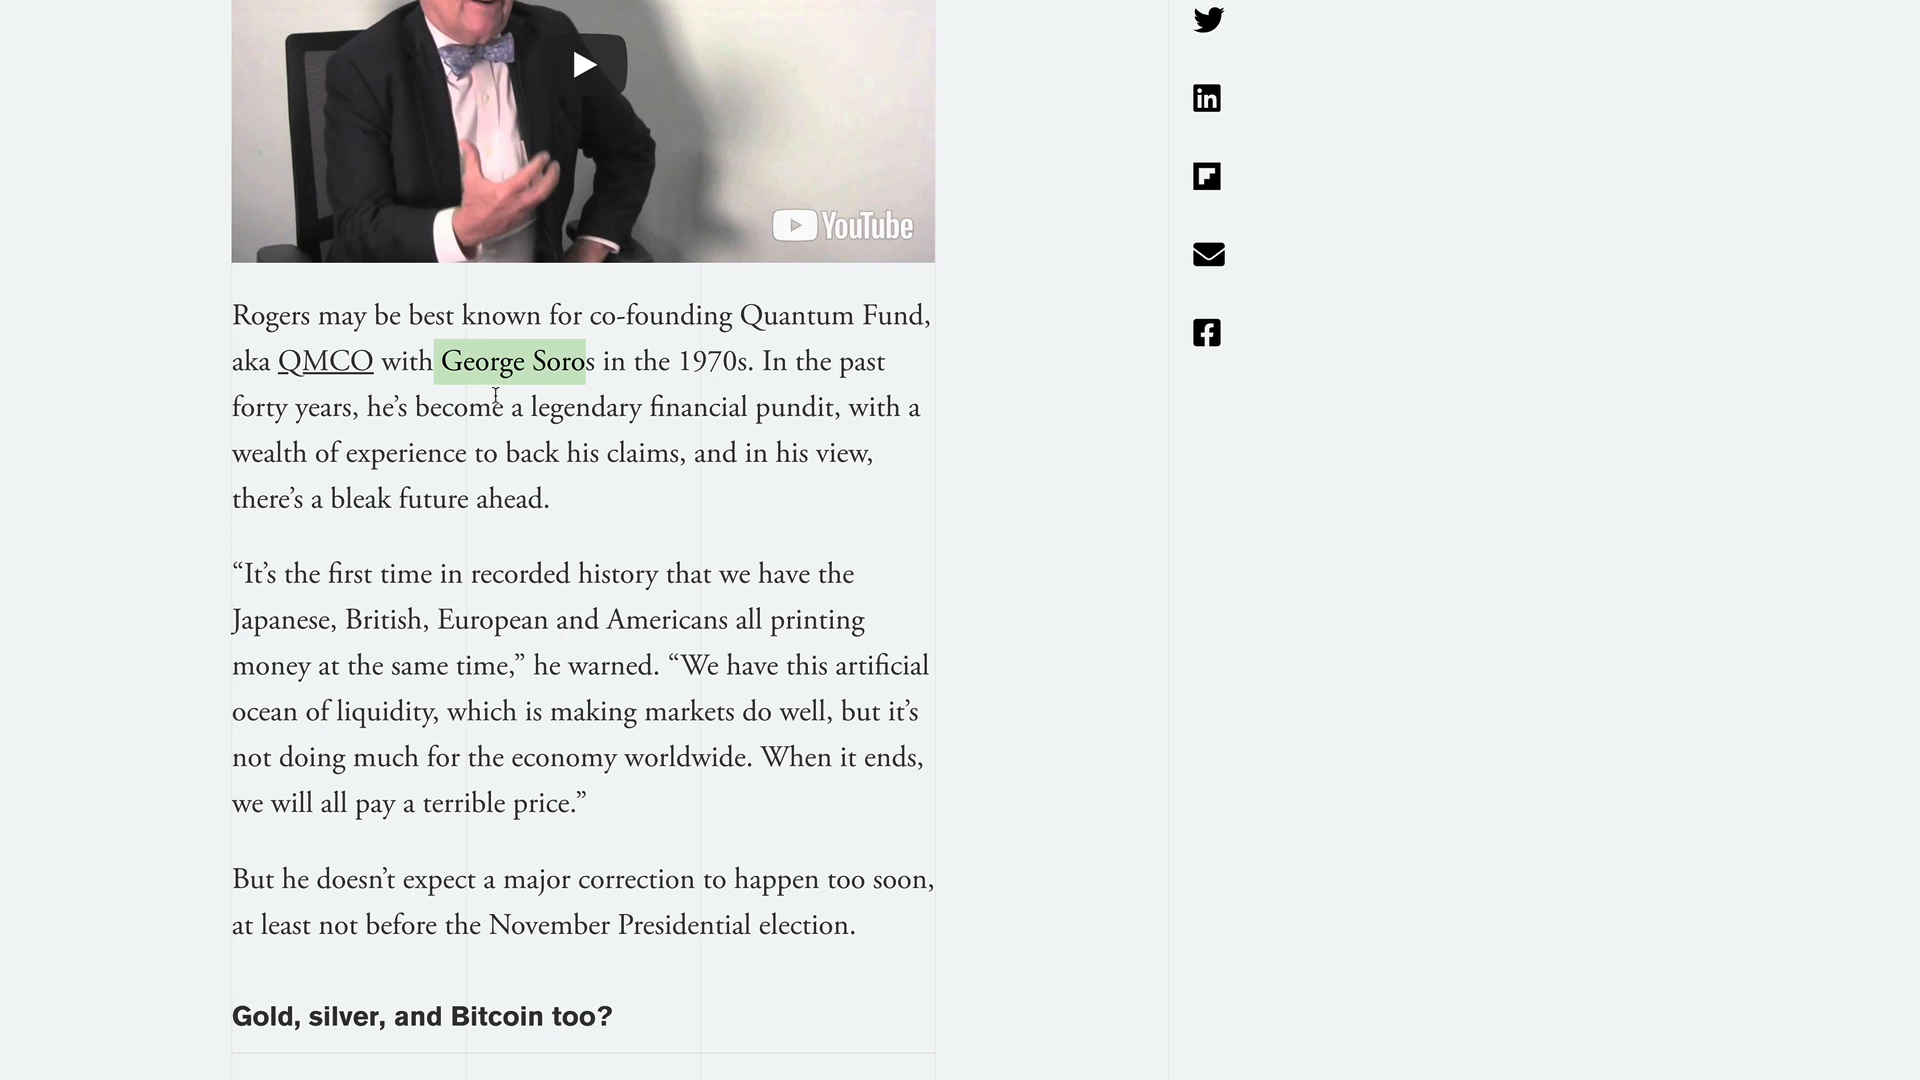 YouTube
Rogers may be best known for co-founding Quantum Fund,
aka QMCO with George Soros in the 1970s. In the past
forty years, he’s become a legendary financial pundit, with a
wealth of experience to back his claims, and in his view,
there’s a bleak future ahead.
“It’s the first time in recorded history that we have the
Japanese, British, European and Americans all printing
money at the same time,” he warned. “We have this artificial
ocean of liquidity, which is making markets do well, but it’s
not doing much for the economy worldwide. When it ends,
we will all pay a terrible price.”
But he doesn’t expect a major correction to happen too soon,
at least not before the November Presidential election.
Gold, silver, and Bitcoin too?